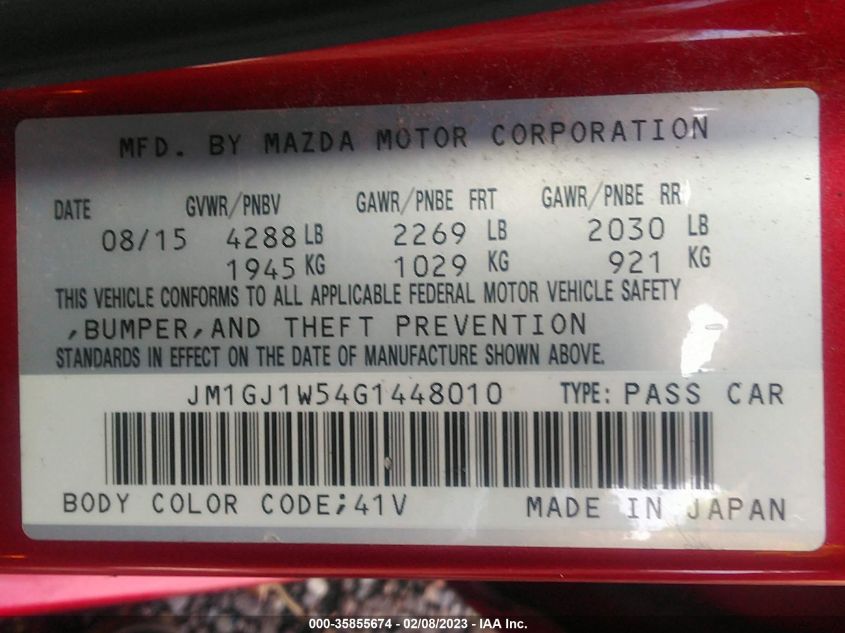 MFD. BY MAZDA MOTOR CORPORATION
DATE GVWR/PNBV GAWR/PNBE FRT GAWR/PNBE RR
08/15 4288 LB 2269 LB 2030 LB
1945 KG 1029 KG 921 KG
THIS VEHICLE CONFORMS TO ALL APPLICABLE FEDERAL MOTOR VEHICLE SAFETY
,BUMPER,AND THEFT PREVENTION
STANDARDS IN EFFECT ON THE DATE OF MANUFACTURE SHOWN ABOVE.
JM1GJ1W54G1448010 TYPE: PASS CAR
BODY COLOR CODE;41V MADE IN JAPAN
000-35855674 - 02/08/2023 - IAA Inc.